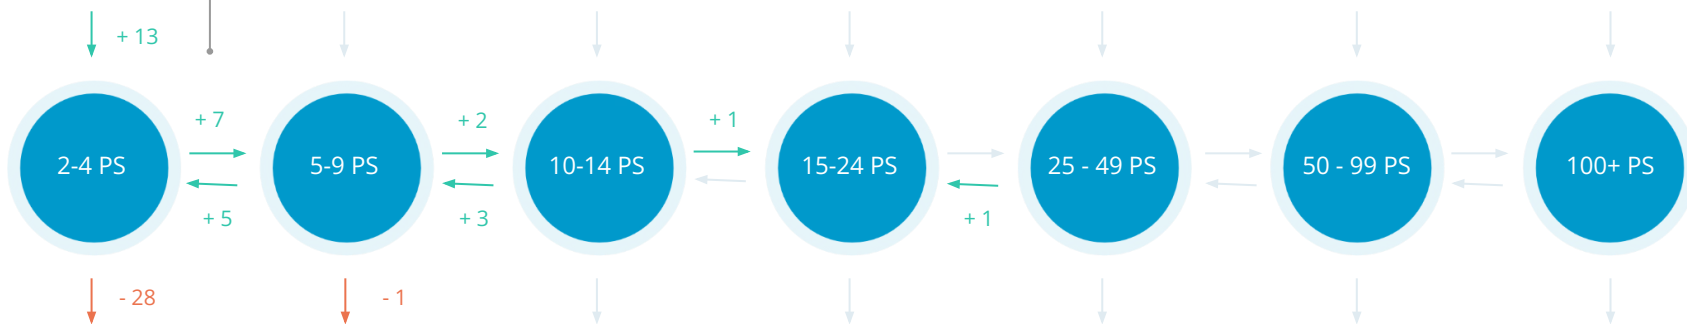 + 13
+ 7
+ 2
+ 1
2-4 PS
5-9 PS
10-14 PS
15-24 PS
25 - 49 PS
50 - 99 PS
100+ PS
+ 5
+ 3
+ 1
- 28
- 1